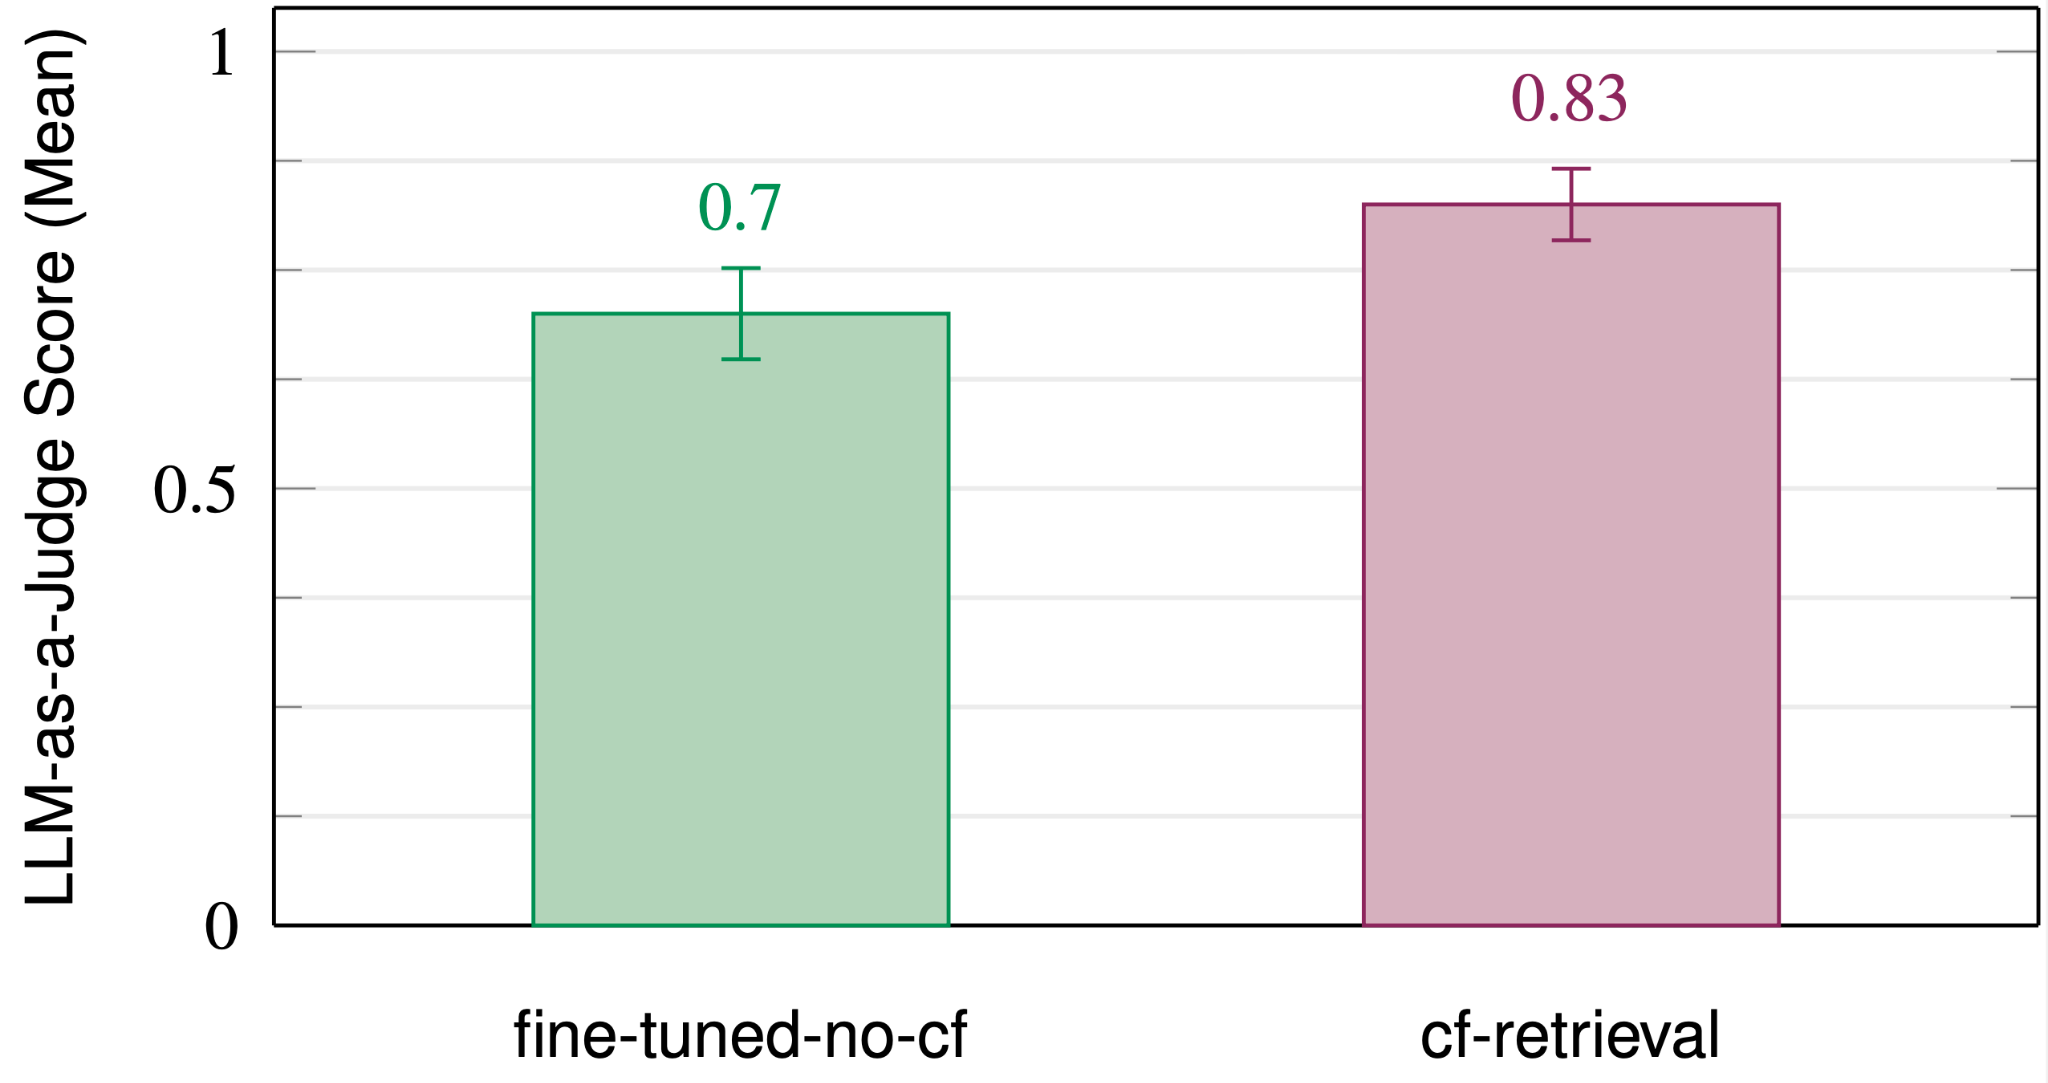 LLM-as-a-Judge Score (Mean)
1
0.5
0
0.7
0.83
fine-tuned-no-cf
cf-retrieval